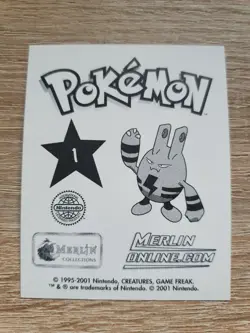 POKéMON
1
Nintendo
MERLIN
COLLECTIONS
MERLIN
ONLINE.COM
© 1995-2001 Nintendo, CREATURES, GAME FREAK.
™ & ® are trademarks of Nintendo. © 2001 Nintendo.